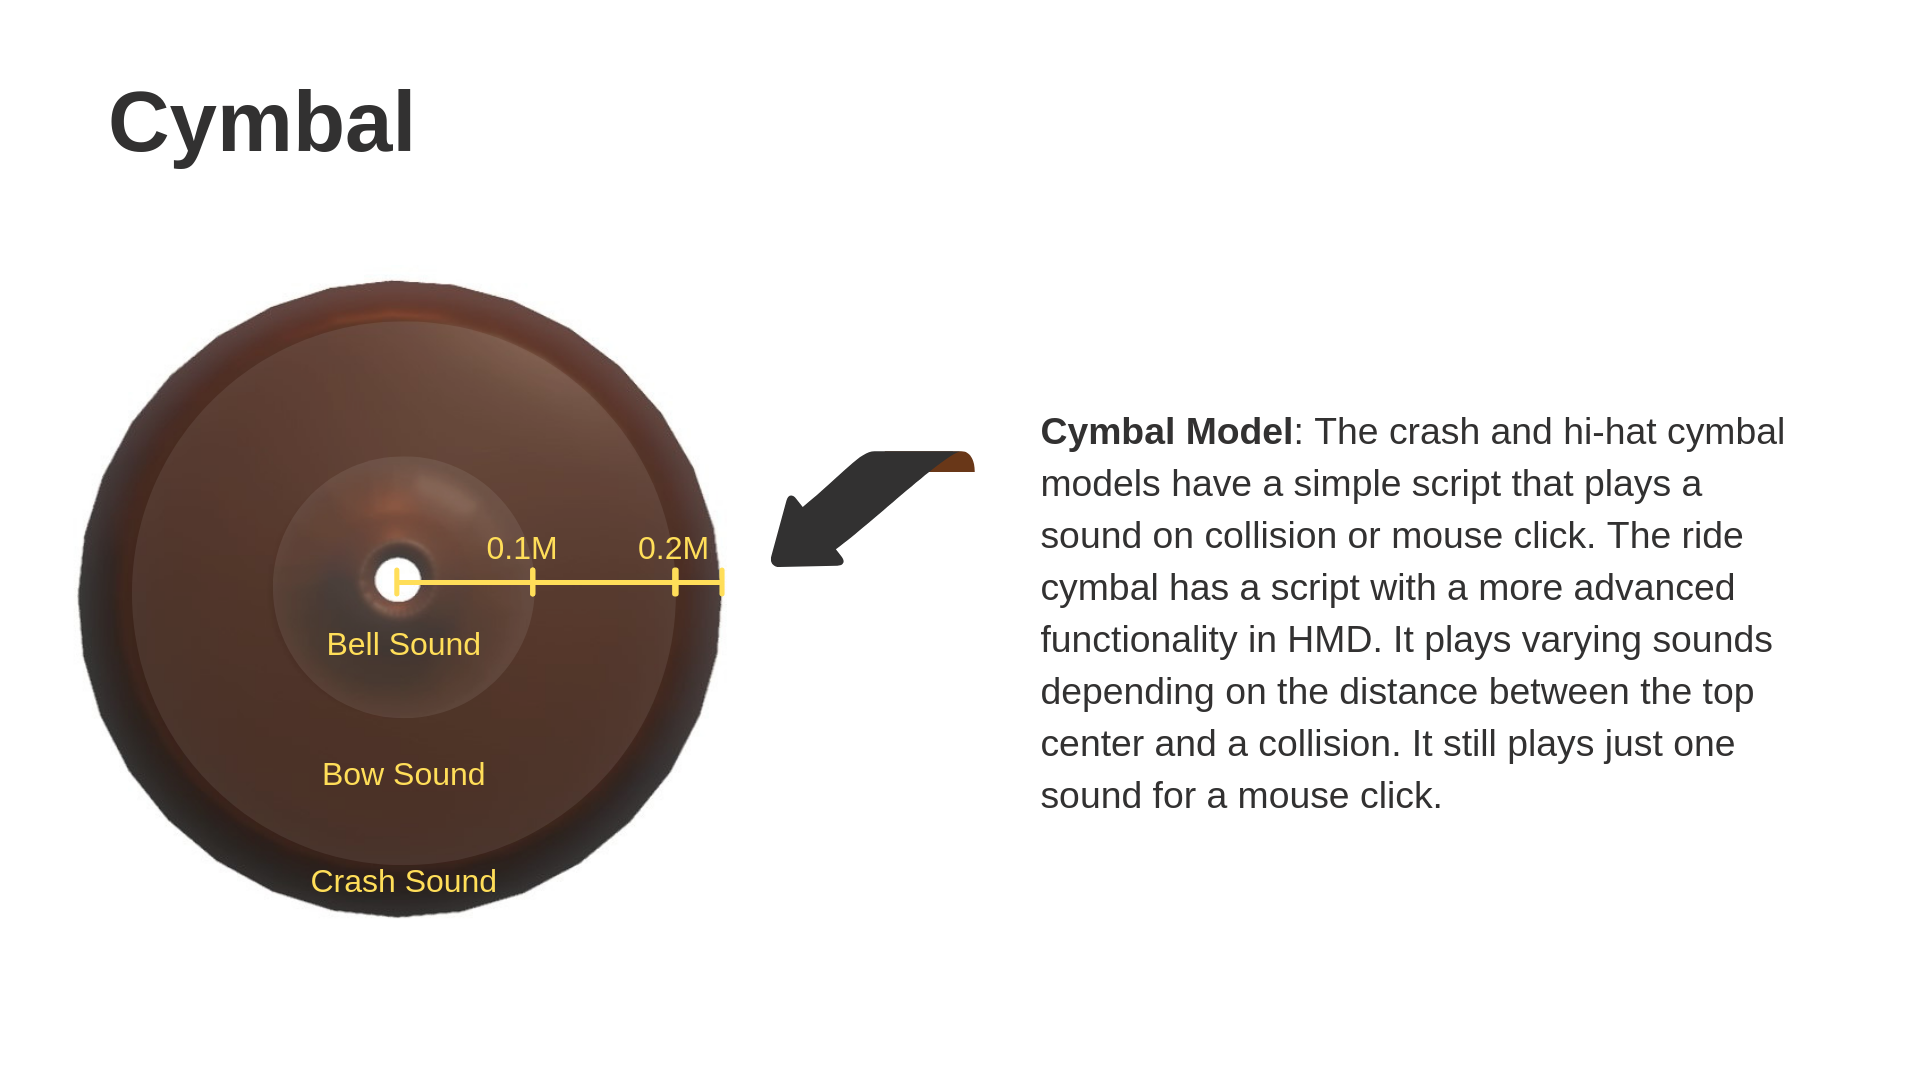 Cymbal
0.1M
0.2M
Bell Sound
Bow Sound
Crash Sound
Cymbal Model: The crash and hi-hat cymbal
models have a simple script that plays a
sound on collision or mouse click. The ride
cymbal has a script with a more advanced
functionality in HMD. It plays varying sounds
depending on the distance between the top
center and a collision. It still plays just one
sound for a mouse click.